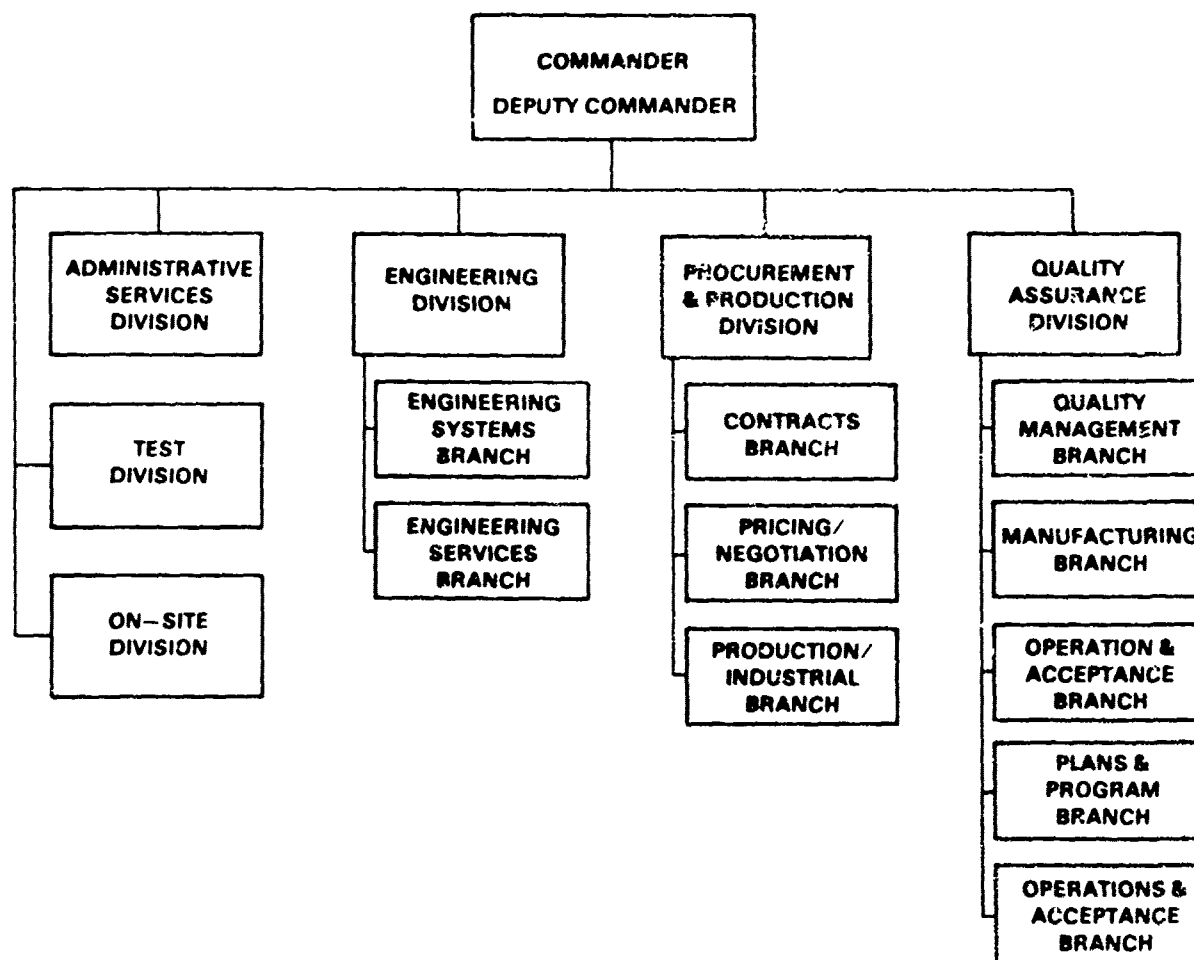 COMMANDER
DEPUTY COMMANDER
ADMINISTRATIVE
SERVICES
DIVISION
TEST
DIVISION
ON-SITE
DIVISION
ENGINEERING
DIVISION
ENGINEERING
SYSTEMS
BRANCH
ENGINEERING
SERVICES
BRANCH
PROCUREMENT
& PRODUCTION
DIVISION
CONTRACTS
BRANCH
PRICING/
NEGOTIATION
BRANCH
PRODUCTION/
INDUSTRIAL
BRANCH
QUALITY
ASSURANCE
DIVISION
QUALITY
MANAGEMENT
BRANCH
MANUFACTURING
BRANCH
OPERATION &
ACCEPTANCE
BRANCH
PLANS &
PROGRAM
BRANCH
OPERATIONS &
ACCEPTANCE
BRANCH